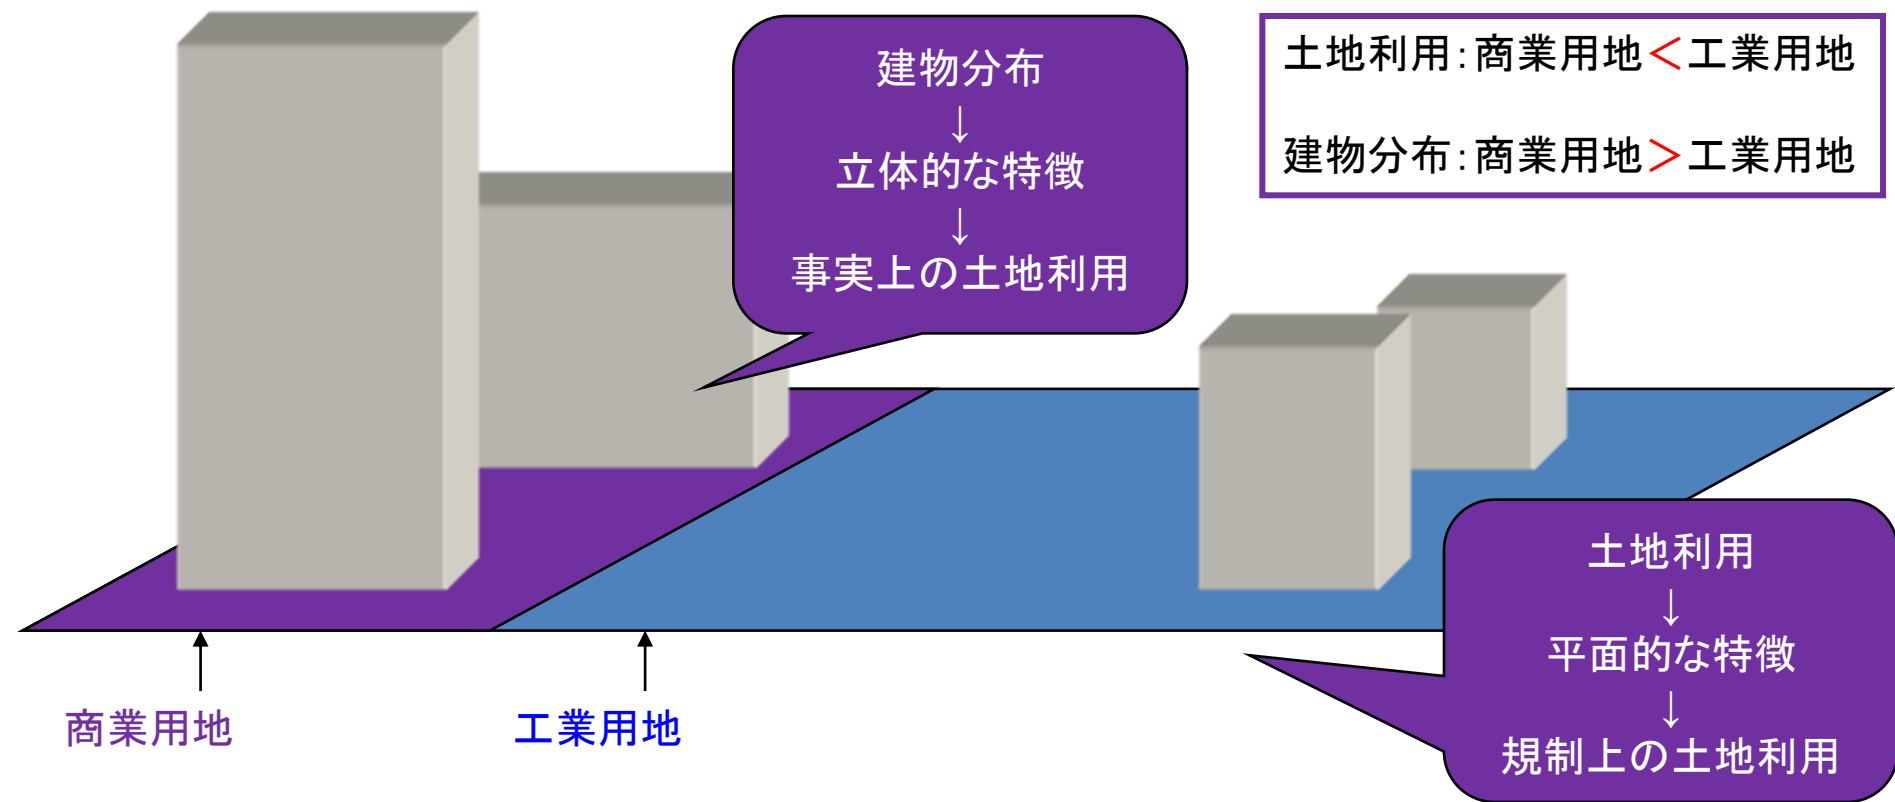 建物分布
↓
立体的な特徴
↓
事実上の土地利用
土地利用:商業用地<工業用地
建物分布:商業用地>工業用地
土地利用
↓
平面的な特徴
↓
規制上の土地利用
商業用地
工業用地